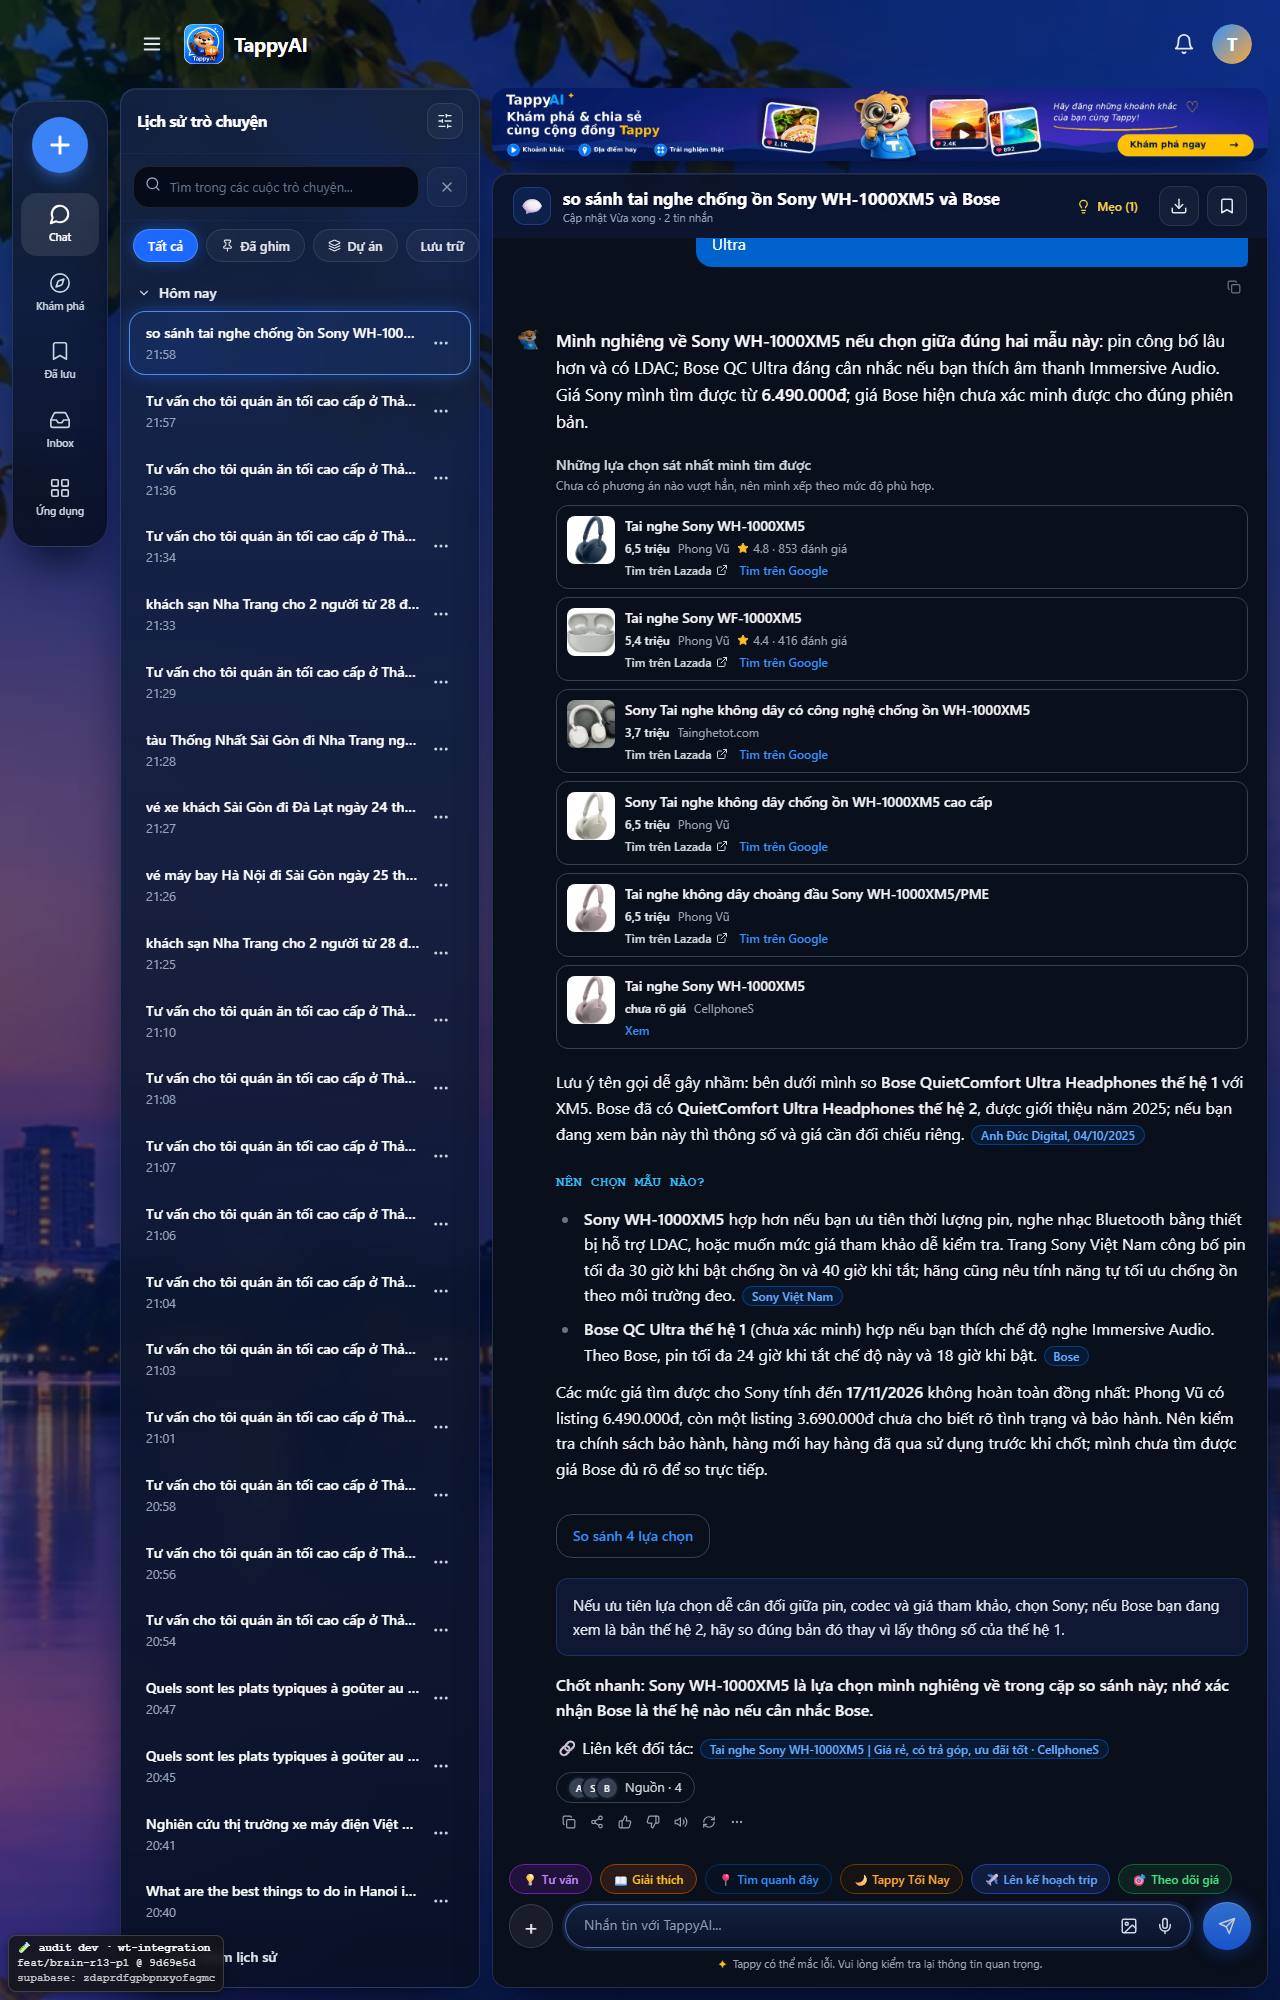 TappyAI
T
Chat
Khám phá
Đã lưu
Inbox
Ứng dụng
Lịch sử trò chuyện
Tìm trong các cuộc trò chuyện...
Tất cả
Đã ghim
Dự án
Lưu trữ
Hôm nay
so sánh tai nghe chống ồn Sony WH-100...
21:58
Tư vấn cho tôi quán ăn tối cao cấp ở Thả...
21:57
Tư vấn cho tôi quán ăn tối cao cấp ở Thả...
21:36
Tư vấn cho tôi quán ăn tối cao cấp ở Thả...
21:34
khách sạn Nha Trang cho 2 người từ 28 đ...
21:33
Tư vấn cho tôi quán ăn tối cao cấp ở Thả...
21:29
tàu Thống Nhất Sài Gòn đi Nha Trang ng...
21:28
vé xe khách Sài Gòn đi Đà Lạt ngày 24 th...
21:27
vé máy bay Hà Nội đi Sài Gòn ngày 25 th...
21:26
khách sạn Nha Trang cho 2 người từ 28 đ...
21:25
Tư vấn cho tôi quán ăn tối cao cấp ở Thả...
21:10
Tư vấn cho tôi quán ăn tối cao cấp ở Thả...
21:08
Tư vấn cho tôi quán ăn tối cao cấp ở Thả...
21:07
Tư vấn cho tôi quán ăn tối cao cấp ở Thả...
21:06
Tư vấn cho tôi quán ăn tối cao cấp ở Thả...
21:04
Tư vấn cho tôi quán ăn tối cao cấp ở Thả...
21:03
Tư vấn cho tôi quán ăn tối cao cấp ở Thả...
21:01
Tư vấn cho tôi quán ăn tối cao cấp ở Thả...
20:58
Tư vấn cho tôi quán ăn tối cao cấp ở Thả...
20:56
Tư vấn cho tôi quán ăn tối cao cấp ở Thả...
20:54
Quels sont les plats typiques à goûter au ...
20:47
Quels sont les plats typiques à goûter au ...
20:45
Nghiên cứu thị trường xe máy điện Việt ...
20:41
What are the best things to do in Hanoi i...
20:40
lịch sử
audit dev · wt-integration
feat/brain-r13-p1 @ 9d69e5d
supabase: zdaprdfgpbpnxyofagmc
TappyAI
Khám phá & chia sẻ
cùng cộng đồng Tappy
Khoảnh khắc
Địa điểm hay
Trải nghiệm thật
1.1K
2.4K
892
Hãy đăng những khoảnh khắc
của bạn cùng Tappy!
Khám phá ngay →
so sánh tai nghe chống ồn Sony WH-1000XM5 và Bose
Cập nhật Vừa xong · 2 tin nhắn
Mẹo (1)
Ultra
Mình nghiêng về Sony WH-1000XM5 nếu chọn giữa đúng hai mẫu này: pin công bố lâu
hơn và có LDAC; Bose QC Ultra đáng cân nhắc nếu bạn thích âm thanh Immersive Audio.
Giá Sony mình tìm được từ 6.490.000đ; giá Bose hiện chưa xác minh được cho đúng phiên
bản.
Những lựa chọn sát nhất mình tìm được
Chưa có phương án nào vượt hẳn, nên mình xếp theo mức độ phù hợp.
Tai nghe Sony WH-1000XM5
6,5 triệu Phong Vũ 4.8 · 853 đánh giá
Tìm trên Lazada Tìm trên Google
Tai nghe Sony WF-1000XM5
5,4 triệu Phong Vũ 4.4 · 416 đánh giá
Tìm trên Lazada Tìm trên Google
Sony Tai nghe không dây có công nghệ chống ồn WH-1000XM5
3,7 triệu Tainghetot.com
Tìm trên Lazada Tìm trên Google
Sony Tai nghe không dây chống ồn WH-1000XM5 cao cấp
6,5 triệu Phong Vũ
Tìm trên Lazada Tìm trên Google
Tai nghe không dây choàng đầu Sony WH-1000XM5/PME
6,5 triệu Phong Vũ
Tìm trên Lazada Tìm trên Google
Tai nghe Sony WH-1000XM5
chưa rõ giá CellphoneS
Xem
Lưu ý tên gọi dễ gây nhầm: bên dưới mình so Bose QuietComfort Ultra Headphones thế hệ 1 với
XM5. Bose đã có QuietComfort Ultra Headphones thế hệ 2, được giới thiệu năm 2025; nếu bạn
đang xem bản này thì thông số và giá cần đối chiếu riêng. Anh Đức Digital, 04/10/2025
NÊN CHỌN MẪU NÀO?
Sony WH-1000XM5 hợp hơn nếu bạn ưu tiên thời lượng pin, nghe nhạc Bluetooth bằng thiết
bị hỗ trợ LDAC, hoặc muốn mức giá tham khảo dễ kiểm tra. Trang Sony Việt Nam công bố pin
tối đa 30 giờ khi bật chống ồn và 40 giờ khi tắt; hãng cũng nêu tính năng tự tối ưu chống ồn
theo môi trường đeo. Sony Việt Nam
Bose QC Ultra thế hệ 1 (chưa xác minh) hợp nếu bạn thích chế độ nghe Immersive Audio.
Theo Bose, pin tối đa 24 giờ khi tắt chế độ này và 18 giờ khi bật. Bose
Các mức giá tìm được cho Sony tính đến 17/11/2026 không hoàn toàn đồng nhất: Phong Vũ có
listing 6.490.000đ, còn một listing 3.690.000đ chưa cho biết rõ tình trạng và bảo hành. Nên kiểm
tra chính sách bảo hành, hàng mới hay hàng đã qua sử dụng trước khi chốt; mình chưa tìm được
giá Bose đủ rõ để so trực tiếp.
So sánh 4 lựa chọn
Nếu ưu tiên lựa chọn dễ cân đối giữa pin, codec và giá tham khảo, chọn Sony; nếu Bose bạn đang
xem là bản thế hệ 2, hãy so đúng bản đó thay vì lấy thông số của thế hệ 1.
Chốt nhanh: Sony WH-1000XM5 là lựa chọn mình nghiêng về trong cặp so sánh này; nhớ xác
nhận Bose là thế hệ nào nếu cân nhắc Bose.
Liên kết đối tác: Tai nghe Sony WH-1000XM5 | Giá rẻ, có trả góp, ưu đãi tốt · CellphoneS
A S B Nguồn · 4
Tư vấn
Giải thích
Tìm quanh đây
Tappy Tối Nay
Lên kế hoạch trip
Theo dõi giá
Nhắn tin với TappyAI...
Tappy có thể mắc lỗi. Vui lòng kiểm tra lại thông tin quan trọng.